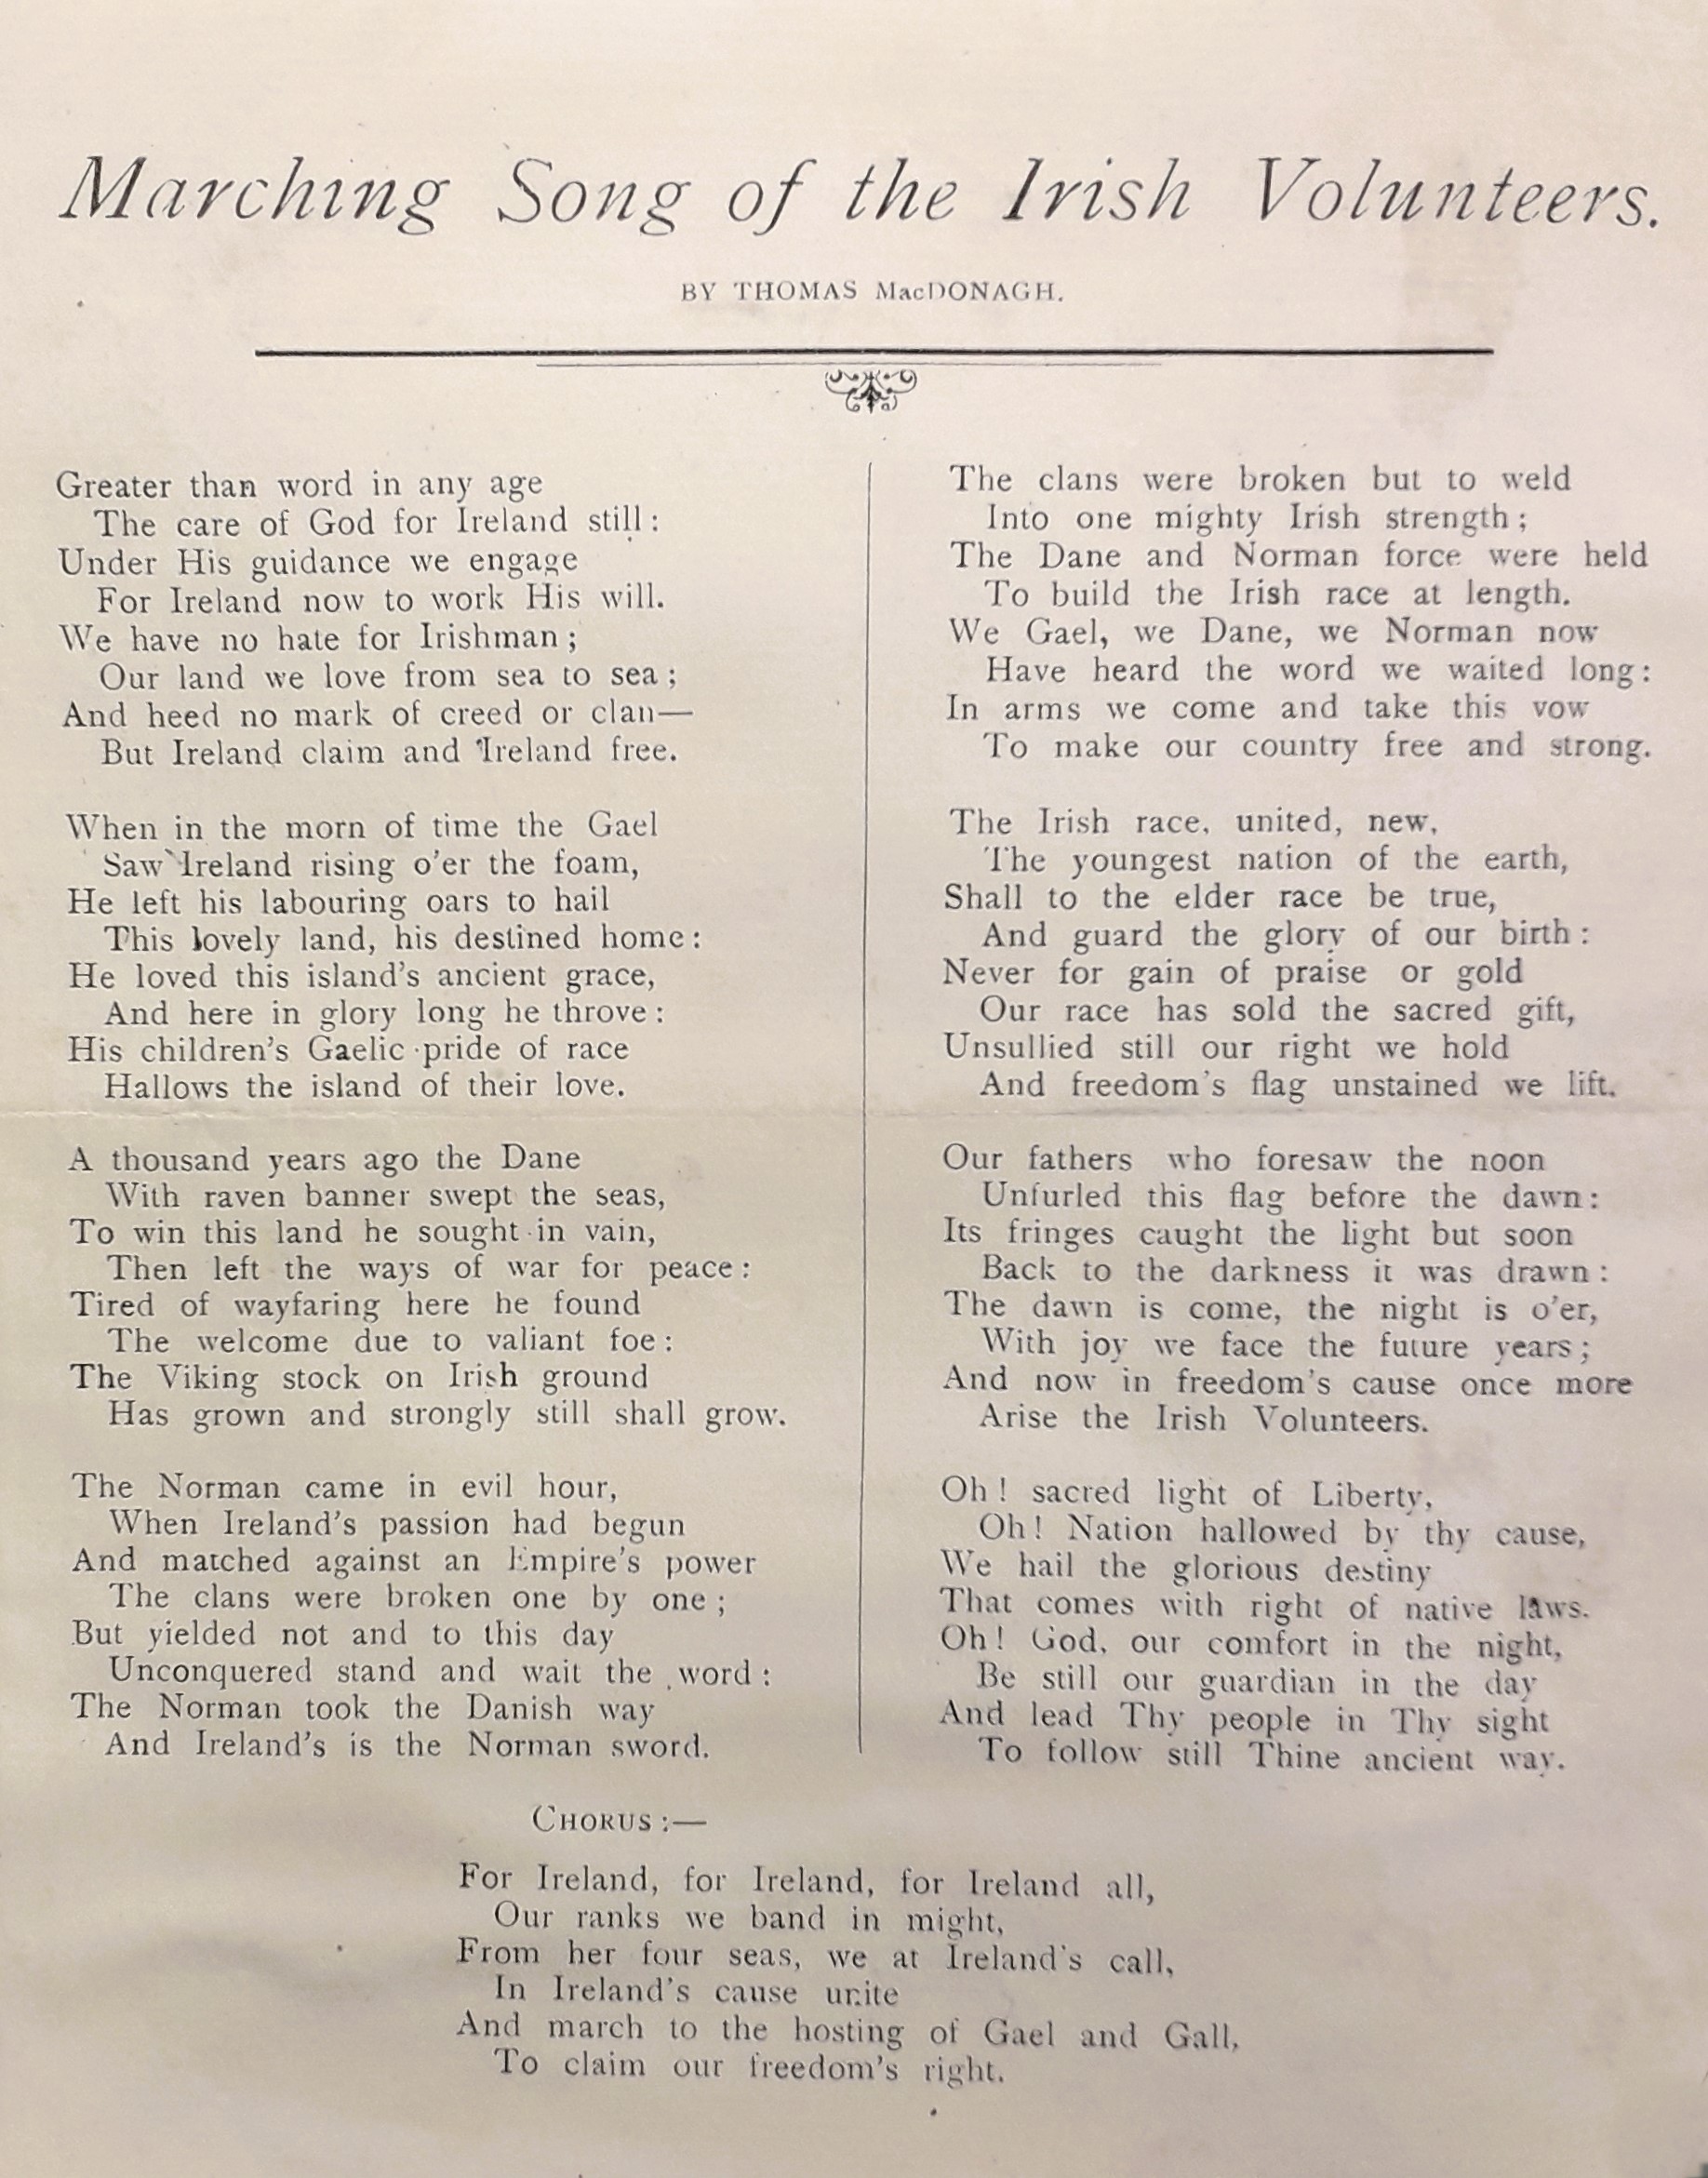 Marching Song of the Irish Volunteers.
BY THOMAS MacDONAGH.
Greater than word in any age
The care of God for Ireland still:
Under His guidance we engage
For Ireland now to work His will.
We have no hate for Irishman;
Our land we love from sea to sea;
And heed no mark of creed or clan—
But Ireland claim and Ireland free.
When in the morn of time the Gael
Saw Ireland rising o'er the foam,
He left his labouring oars to hail
This lovely land, his destined home:
He loved this island's ancient grace,
And here in glory long he throve:
His children's Gaelic pride of race
Hallows the island of their love.
A thousand years ago the Dane
With raven banner swept the seas,
To win this land he sought in vain,
Then left the ways of war for peace:
Tired of wayfaring here he found
The welcome due to valiant foe:
The Viking stock on Irish ground
Has grown and strongly still shall grow.
The Norman came in evil hour,
When Ireland's passion had begun
And matched against an Empire's power
The clans were broken one by one;
But yielded not and to this day
Unconquered stand and wait the word:
The Norman took the Danish way
And Ireland's is the Norman sword.
The clans were broken but to weld
Into one mighty Irish strength;
The Dane and Norman force were held
To build the Irish race at length.
We Gael, we Dane, we Norman now
Have heard the word we waited long:
In arms we come and take this vow
To make our country free and strong.
The Irish race, united, new,
The youngest nation of the earth,
Shall to the elder race be true,
And guard the glory of our birth:
Never for gain of praise or gold
Our race has sold the sacred gift,
Unsullied still our right we hold
And freedom's flag unstained we lift.
Our fathers who foresaw the noon
Unfurled this flag before the dawn:
Its fringes caught the light but soon
Back to the darkness it was drawn:
The dawn is come, the night is o'er,
With joy we face the future years;
And now in freedom's cause once more
Arise the Irish Volunteers.
Oh! sacred light of Liberty,
Oh! Nation hallowed by thy cause,
We hail the glorious destiny
That comes with right of native laws.
Oh! God, our comfort in the night,
Be still our guardian in the day
And lead Thy people in Thy sight
To follow still Thine ancient way.
CHORUS:—
For Ireland, for Ireland, for Ireland all,
Our ranks we band in might,
From her four seas, we at Ireland's call,
In Ireland's cause unite
And march to the hosting of Gael and Gall,
To claim our freedom's right.